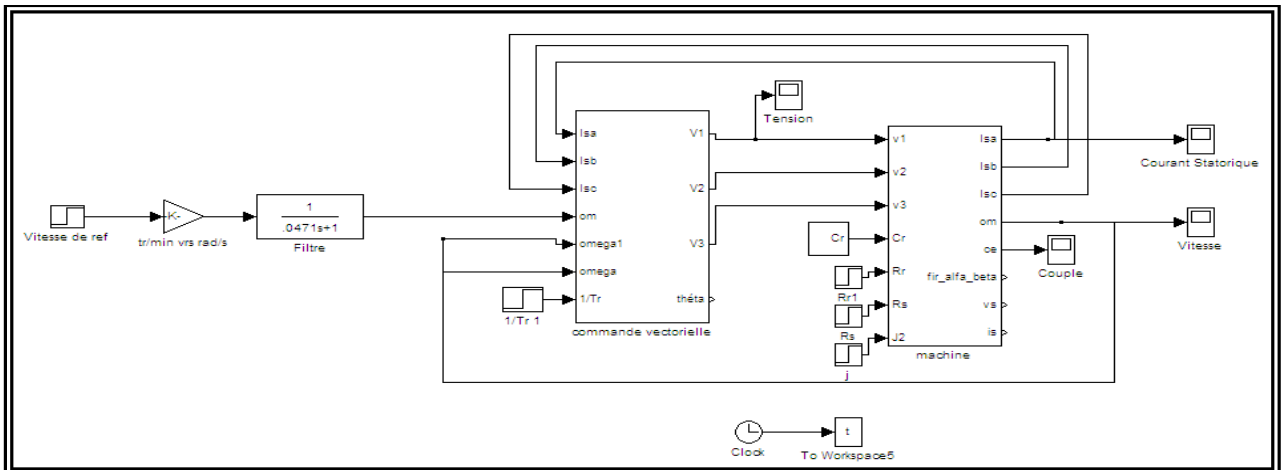 Vitesse de ref
K-
tr/min vrs rad/s
1
.0471s+1
Filtre
1/Tr 1
Isa
Isb
Isc
om
omega1
omega
1/Tr
V1
V2
V3
théta
commande vectorielle
Tension
Cr
Rr1
Rs
j
v1
v2
v3
Cr
Rr
Rs
J2
Isa
Isb
Isc
om
ce
fir_alfa_beta
vs
is
machine
Courant Statorique
Vitesse
Couple
Clock
t
To Workspace5